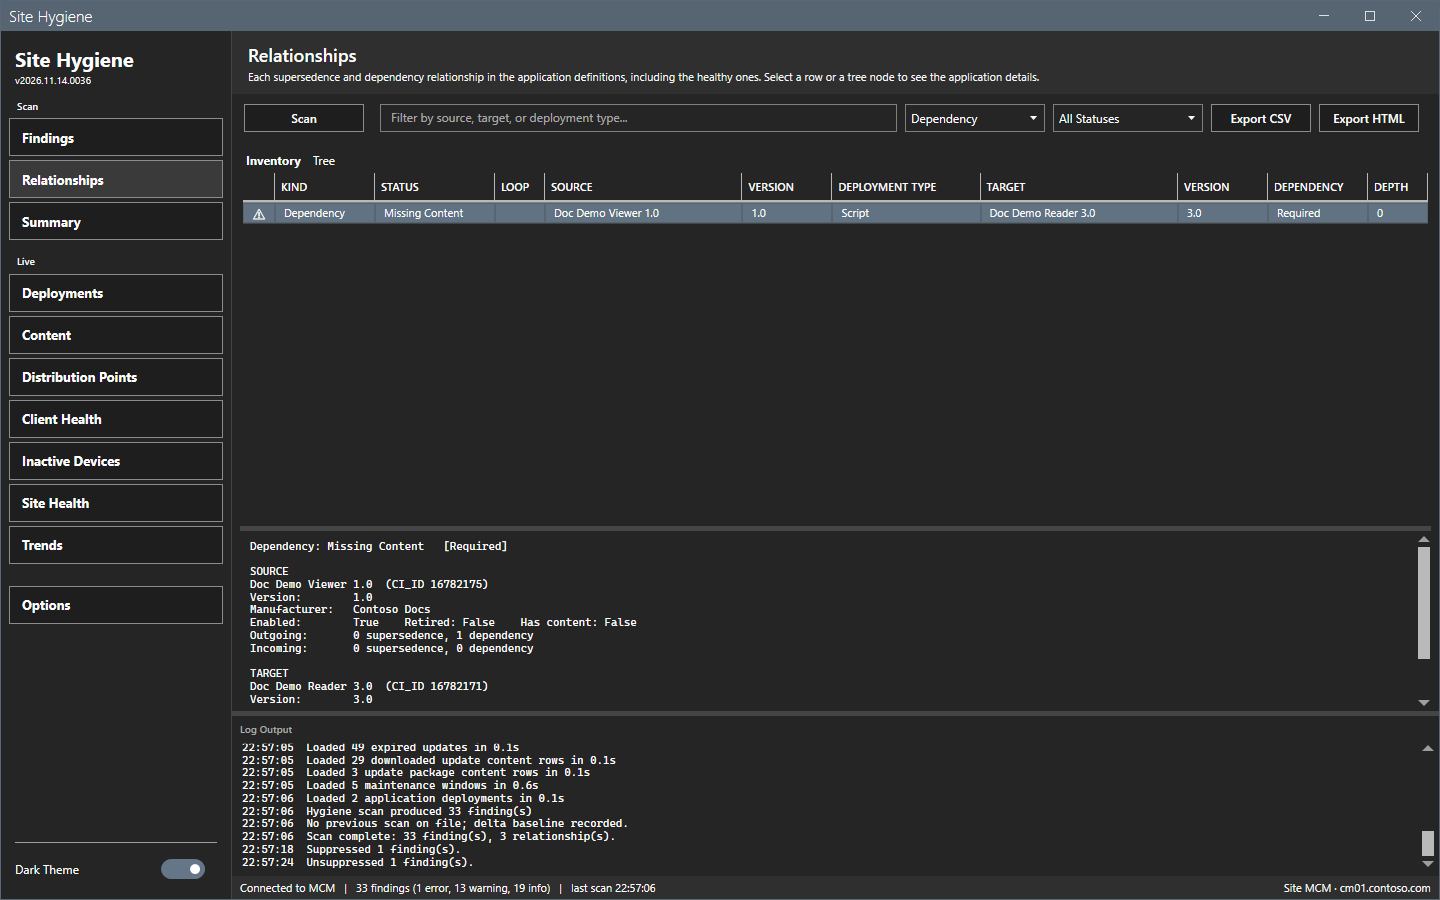 Site Hygiene
Site Hygiene
v2026.11.14.0036
Scan
Findings
Relationships
Summary
Live
Deployments
Content
Distribution Points
Client Health
Inactive Devices
Site Health
Trends
Options
Dark Theme
Relationships
Each supersedence and dependency relationship in the application definitions, including the healthy ones. Select a row or a tree node to see the application details.
Scan Filter by source, target, or deployment type... Dependency All Statuses Export CSV Export HTML
Inventory Tree
KIND STATUS LOOP SOURCE VERSION DEPLOYMENT TYPE TARGET VERSION DEPENDENCY DEPTH
Dependency Missing Content Doc Demo Viewer 1.0 1.0 Script Doc Demo Reader 3.0 3.0 Required 0
Dependency: Missing Content [Required]
SOURCE
Doc Demo Viewer 1.0 (CI_ID 16782175)
Version: 1.0
Manufacturer: Contoso Docs
Enabled: True Retired: False Has content: False
Outgoing: 0 supersedence, 1 dependency
Incoming: 0 supersedence, 0 dependency
TARGET
Doc Demo Reader 3.0 (CI_ID 16782171)
Version: 3.0
Log Output
22:57:05 Loaded 49 expired updates in 0.1s
22:57:05 Loaded 29 downloaded update content rows in 0.1s
22:57:05 Loaded 3 update package content rows in 0.1s
22:57:05 Loaded 5 maintenance windows in 0.6s
22:57:06 Loaded 2 application deployments in 0.1s
22:57:06 Hygiene scan produced 33 finding(s)
22:57:06 No previous scan on file; delta baseline recorded.
22:57:06 Scan complete: 33 finding(s), 3 relationship(s).
22:57:18 Suppressed 1 finding(s).
22:57:24 Unsuppressed 1 finding(s).
Connected to MCM | 33 findings (1 error, 13 warning, 19 info) | last scan 22:57:06
Site MCM · cm01.contoso.com